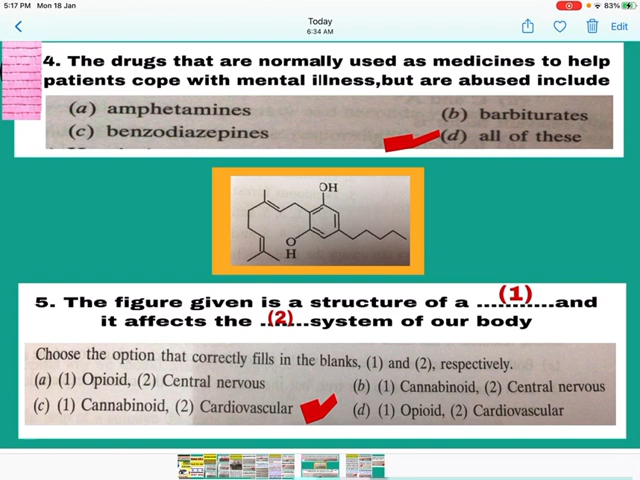 5:17 PM Mon 18 Jan
83%
Today
6:34 AM
Edit
4. The drugs that are normally used as medicines to help
patients cope with mental illness,but are abused include
(a) amphetamines
(b) barbiturates
(c) benzodiazepines
(d) all of these
OH
O
H
5. The figure given is a structure of a ...(1)...and
it affects the ..(2)...system of our body
Choose the option that correctly fills in the blanks, (1) and (2), respectively.
(a) (1) Opioid, (2) Central nervous
(b) (1) Cannabinoid, (2) Central nervous
(c) (1) Cannabinoid, (2) Cardiovascular
(d) (1) Opioid, (2) Cardiovascular